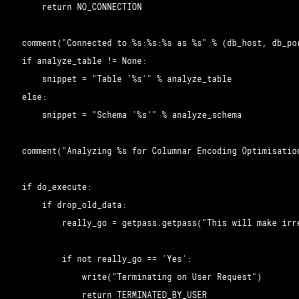 return NO_CONNECTION
comment("Connected to %s:%s:%s as %s" % (db_host, db_por
if analyze_table != None:
snippet = "Table '%s'" % analyze_table
else:
snippet = "Schema '%s'" % analyze_schema
comment("Analyzing %s for Columnar Encoding Optimisation
if do_execute:
if drop_old_data:
really_go = getpass.getpass("This will make irre
if not really_go == 'Yes':
write("Terminating on User Request")
return TERMINATED_BY_USER